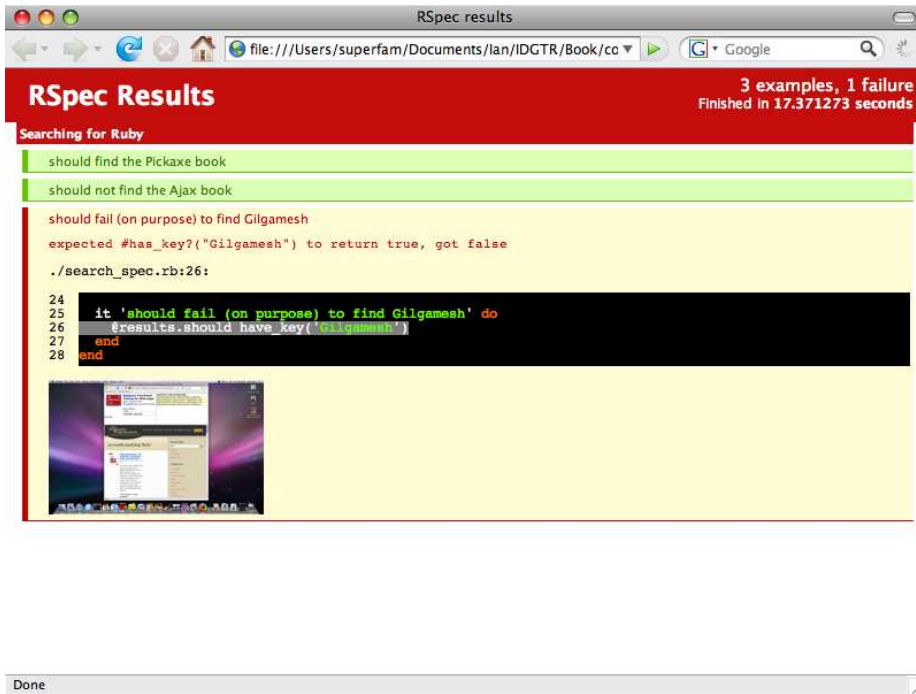 RSpec results
file:///Users/superfam/Documents/Ian/IDGTR/Book/co
G Google
RSpec Results
3 examples, 1 failure
Finished in 17.371273 seconds
Searching for Ruby
should find the Pickaxe book
should not find the Ajax book
should fail (on purpose) to find Gilgamesh
expected #has_key?("Gilgamesh") to return true, got false
./search_spec.rb:26:
24
25 it 'should fail (on purpose) to find Gilgamesh' do
26 @results.should have_key('Gilgamesh')
27 end
28 end
Done